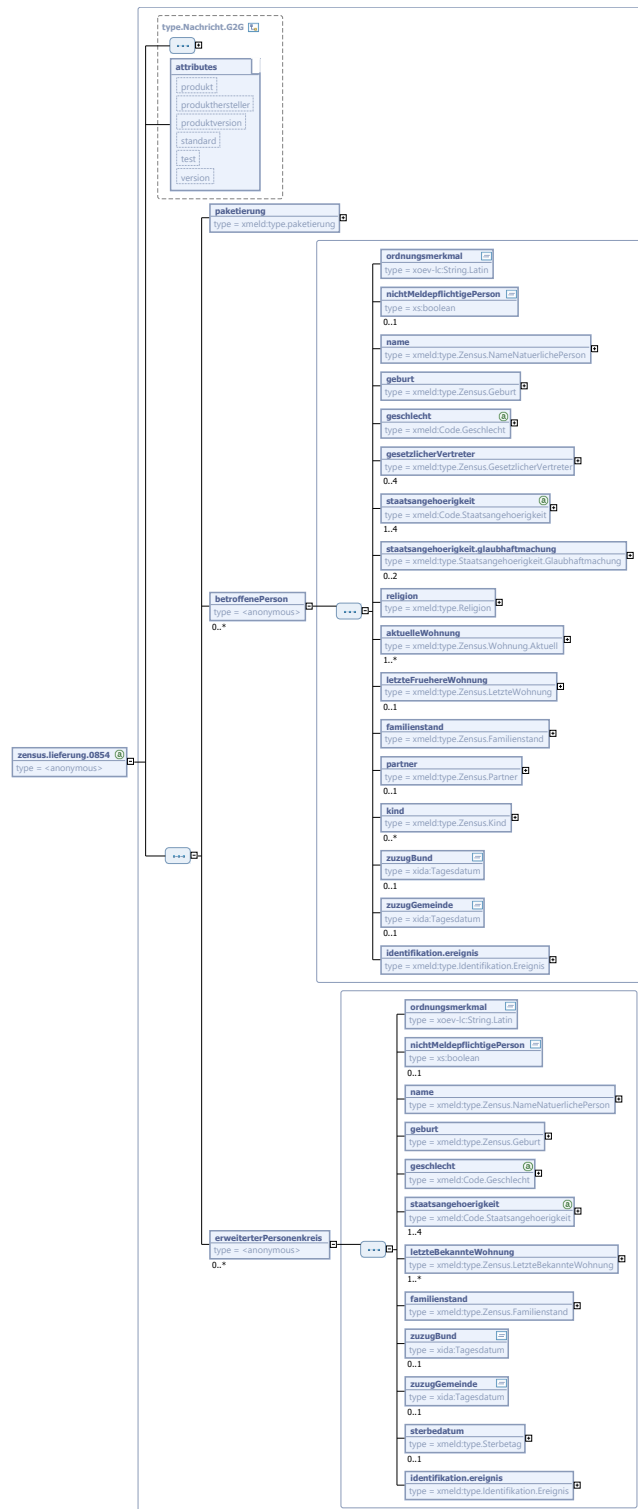 type.Nachricht.G2G
attributes
produkt
produkthersteller
produktversion
standard
test
version
paketierung
type = xmeld:type.paketierung
ordnungsmerkmal
type = xoev-lc:String.Latin
nichtMeldepflichtigePerson
type = xs:boolean
0..1
name
type = xmeld:type.Zensus.NameNatuerlichePerson
geburt
type = xmeld:type.Zensus.Geburt
geschlecht
type = xmeld:Code.Geschlecht
gesetzlicherVertreter
type = xmeld:type.Zensus.GesetzlicherVertreter
0..4
staatsangehoerigkeit
type = xmeld:Code.Staatsangehoerigkeit
1..4
staatsangehoerigkeit.glaubhaftmachung
type = xmeld:type.Staatsangehoerigkeit.Glaubhaftmachung
0..2
betroffenePerson
type = <anonymous>
0..*
religion
type = xmeld:type.Religion
aktuelleWohnung
type = xmeld:type.Zensus.Wohnung.Aktuell
1..*
letzteFruehereWohnung
type = xmeld:type.Zensus.LetzteWohnung
0..1
familienstand
type = xmeld:type.Zensus.Familienstand
zensus.lieferung.0854
type = <anonymous>
partner
type = xmeld:type.Zensus.Partner
0..1
kind
type = xmeld:type.Zensus.Kind
0..*
zuzugBund
type = xida:Tagesdatum
0..1
zuzugGemeinde
type = xida:Tagesdatum
0..1
identifikation.ereignis
type = xmeld:type.Identifikation.Ereignis
ordnungsmerkmal
type = xoev-lc:String.Latin
nichtMeldepflichtigePerson
type = xs:boolean
0..1
name
type = xmeld:type.Zensus.NameNatuerlichePerson
geburt
type = xmeld:type.Zensus.Geburt
geschlecht
type = xmeld:Code.Geschlecht
staatsangehoerigkeit
type = xmeld:Code.Staatsangehoerigkeit
1..4
erweiterterPersonenkreis
type = <anonymous>
0..*
letzteBekannteWohnung
type = xmeld:type.Zensus.LetzteBekannteWohnung
1..*
familienstand
type = xmeld:type.Zensus.Familienstand
zuzugBund
type = xida:Tagesdatum
0..1
zuzugGemeinde
type = xida:Tagesdatum
0..1
sterbedatum
type = xmeld:type.Sterbetag
0..1
identifikation.ereignis
type = xmeld:type.Identifikation.Ereignis